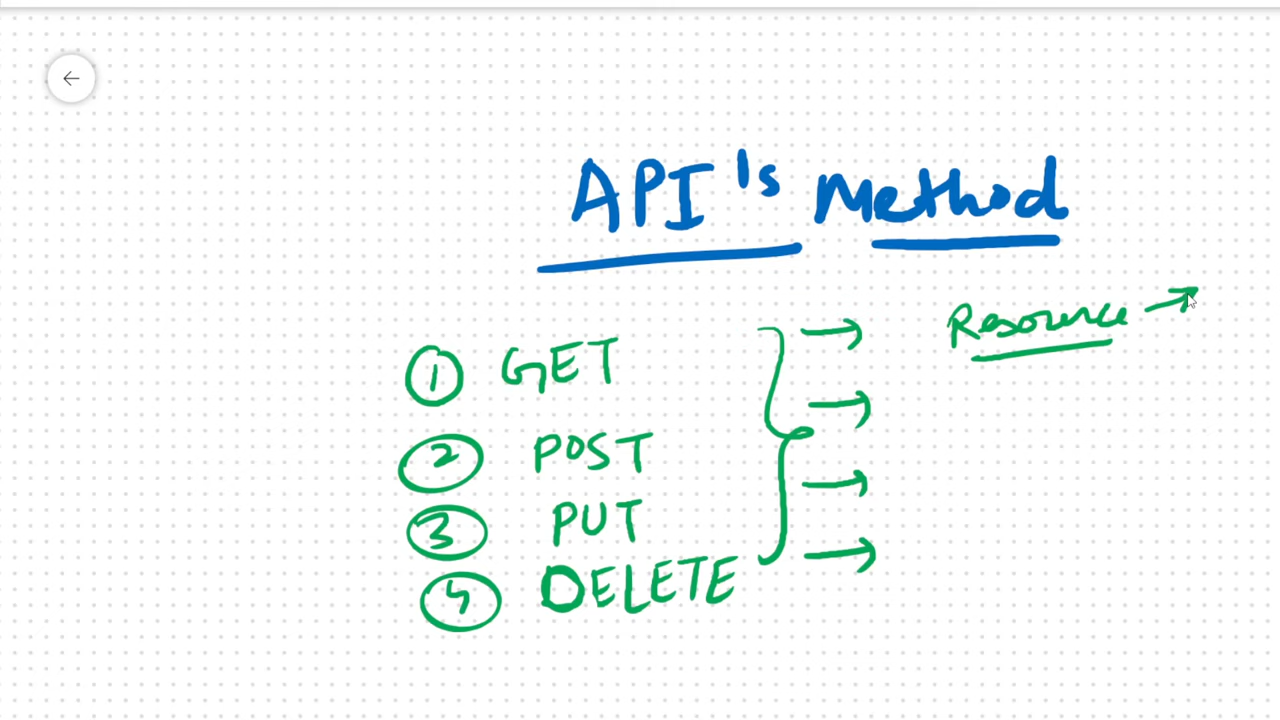 API's Method
Resource
1 GET
2 POST
3 PUT
4 DELETE